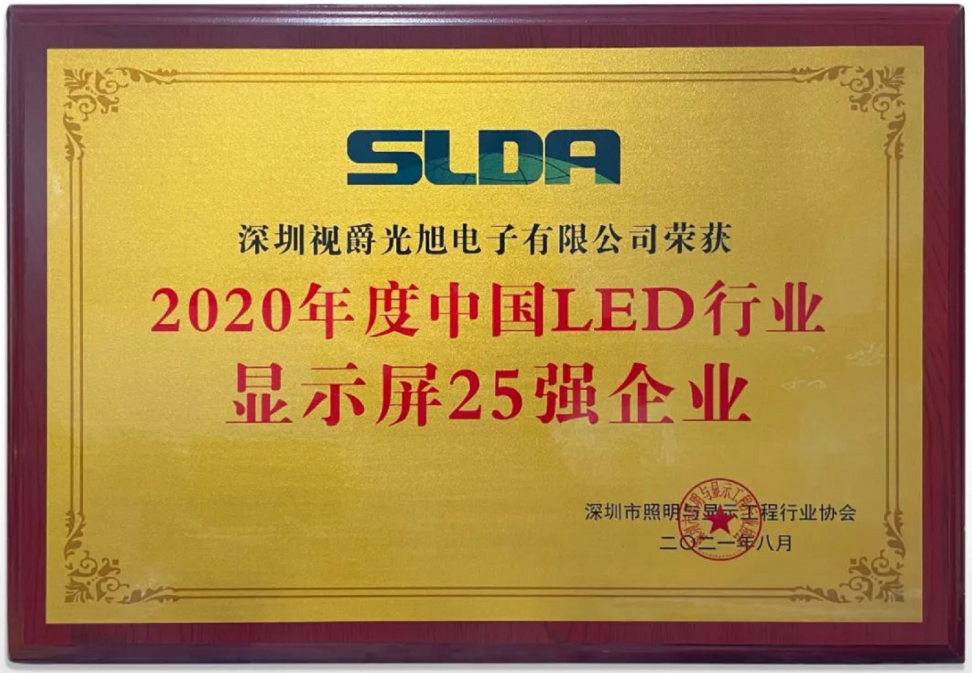 SLDA
深圳视爵光旭电子有限公司荣获
2020年度中国LED行业
显示屏25强企业
深圳市照明与显示工程行业协会
二〇二一年八月